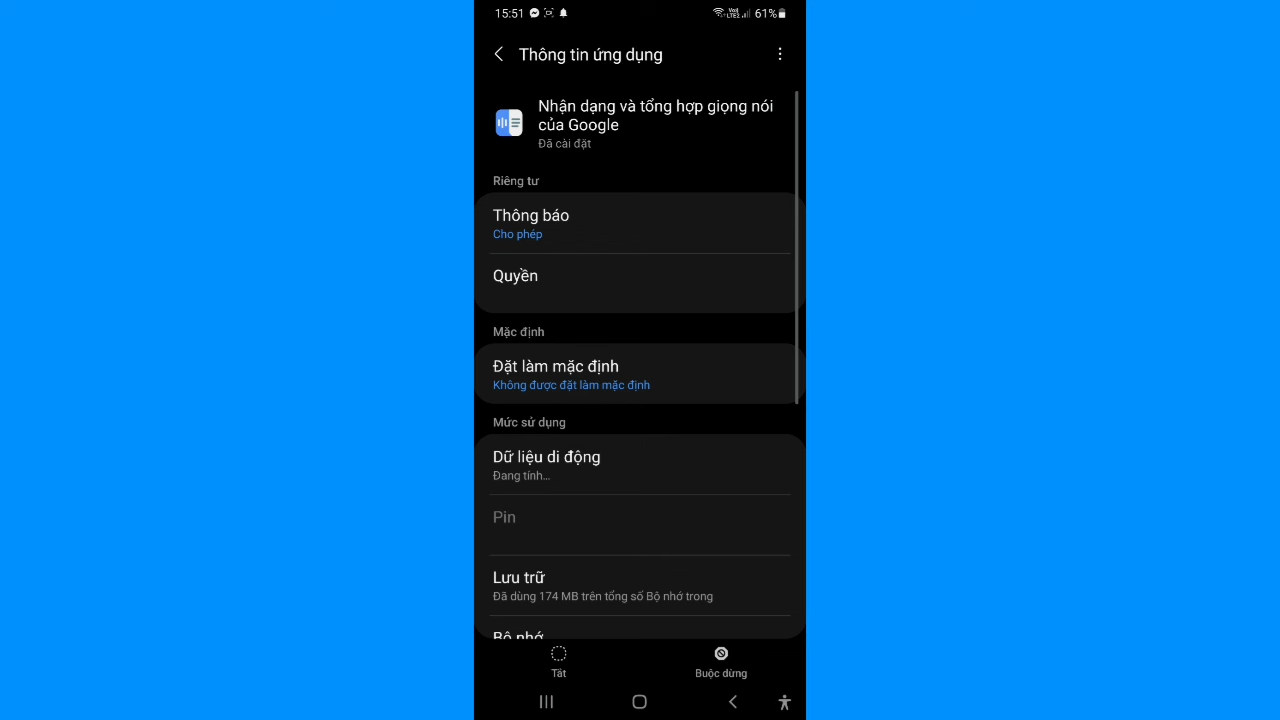 15:51
61%
Thông tin ứng dụng
Nhận dạng và tổng hợp giọng nói
của Google
Đã cài đặt
Riêng tư
Thông báo
Cho phép
Quyền
Mặc định
Đặt làm mặc định
Không được đặt làm mặc định
Mức sử dụng
Dữ liệu di động
Đang tính...
Pin
Lưu trữ
Đã dùng 174 MB trên tổng số Bộ nhớ trong
Bộ nhớ
Tắt
Buộc dừng